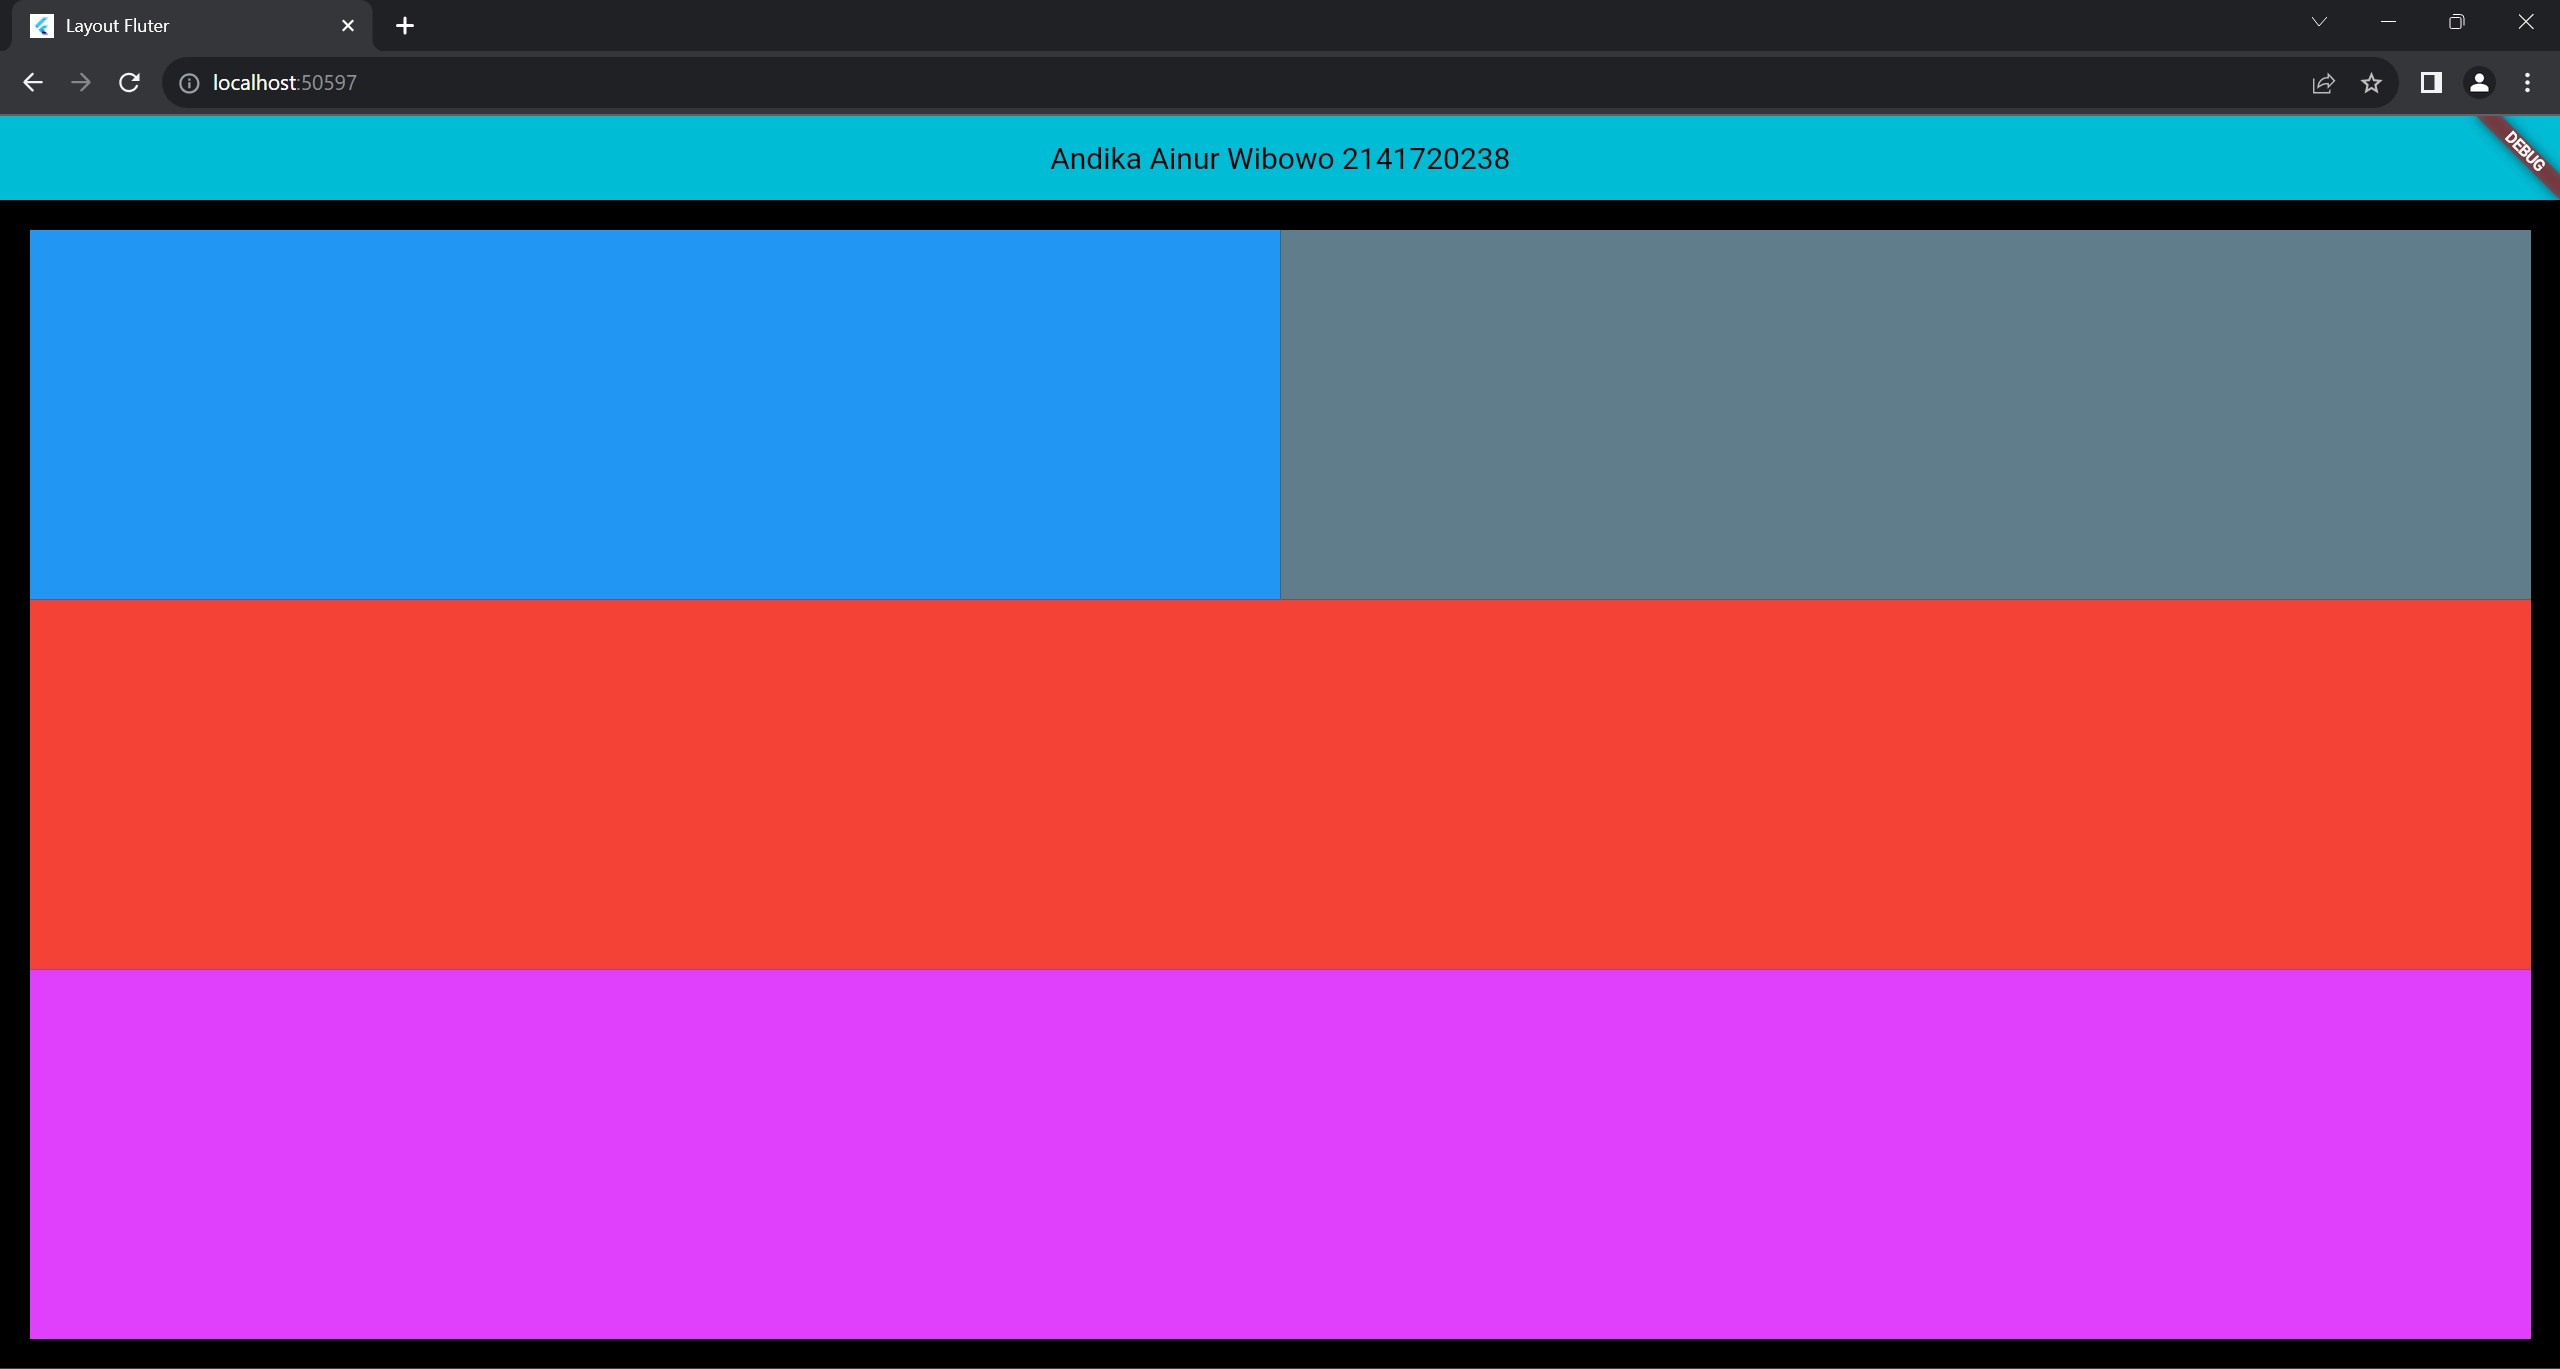 Layout Fluter
localhost:50597
Andika Ainur Wibowo 2141720238
DEBUG